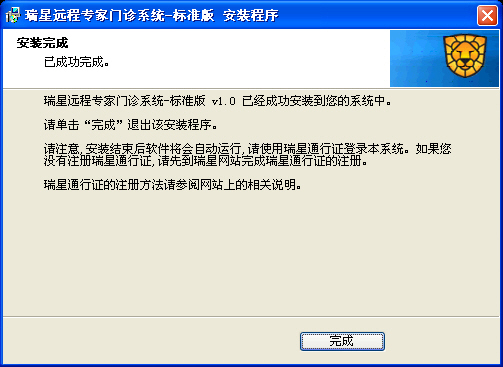 瑞星远程专家门诊系统-标准版 安装程序
安装完成
已成功完成。
瑞星远程专家门诊系统-标准版 v1.0 已经成功安装到您的系统中。
请单击“完成”退出该安装程序。
请注意,安装结束后软件将会自动运行,请使用瑞星通行证登录本系统。如果您
没有注册瑞星通行证,请先到瑞星网站完成瑞星通行证的注册。
瑞星通行证的注册方法请参阅网站上的相关说明。
完成